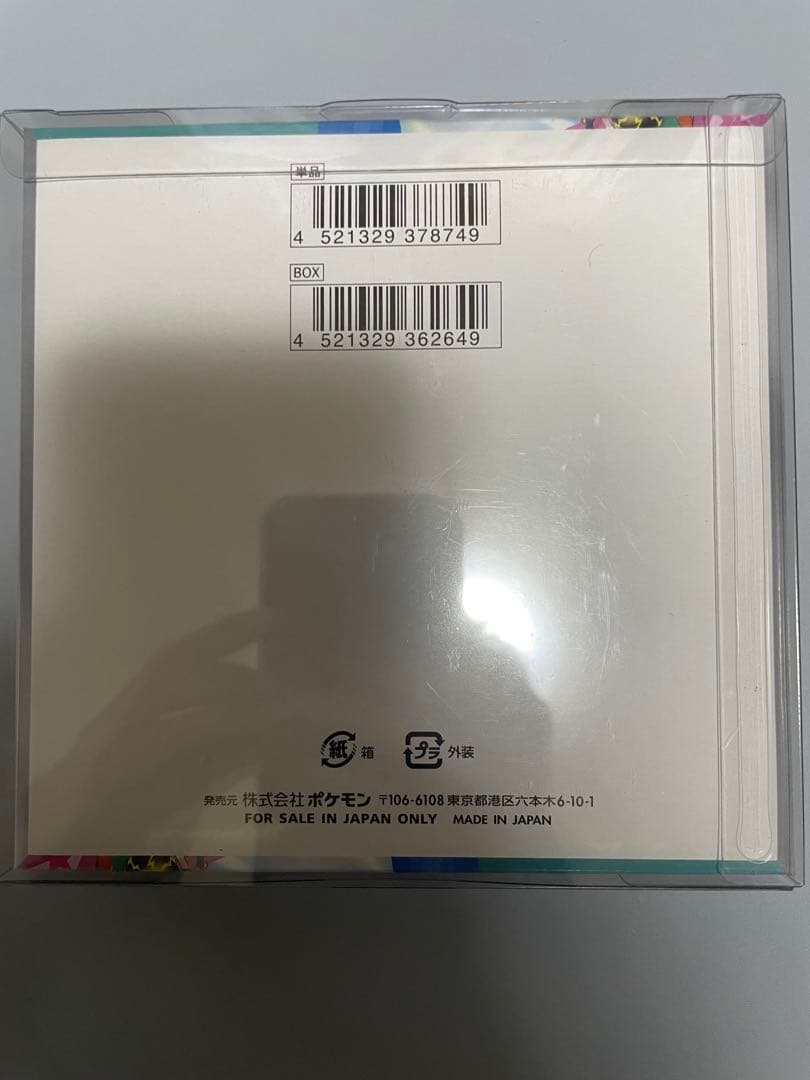 単品
4 521329 378749
BOX
4 521329 362649
紙 箱 プラ 外装
発売元 株式会社 ポケモン 〒106-6108 東京都港区六本木6-10-1
FOR SALE IN JAPAN ONLY MADE IN JAPAN